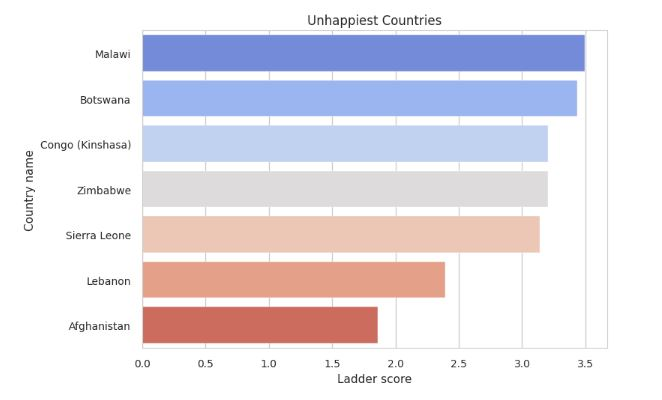 Unhappiest Countries
Country name
Malawi
Botswana
Congo (Kinshasa)
Zimbabwe
Sierra Leone
Lebanon
Afghanistan
0.0 0.5 1.0 1.5 2.0 2.5 3.0 3.5
Ladder score